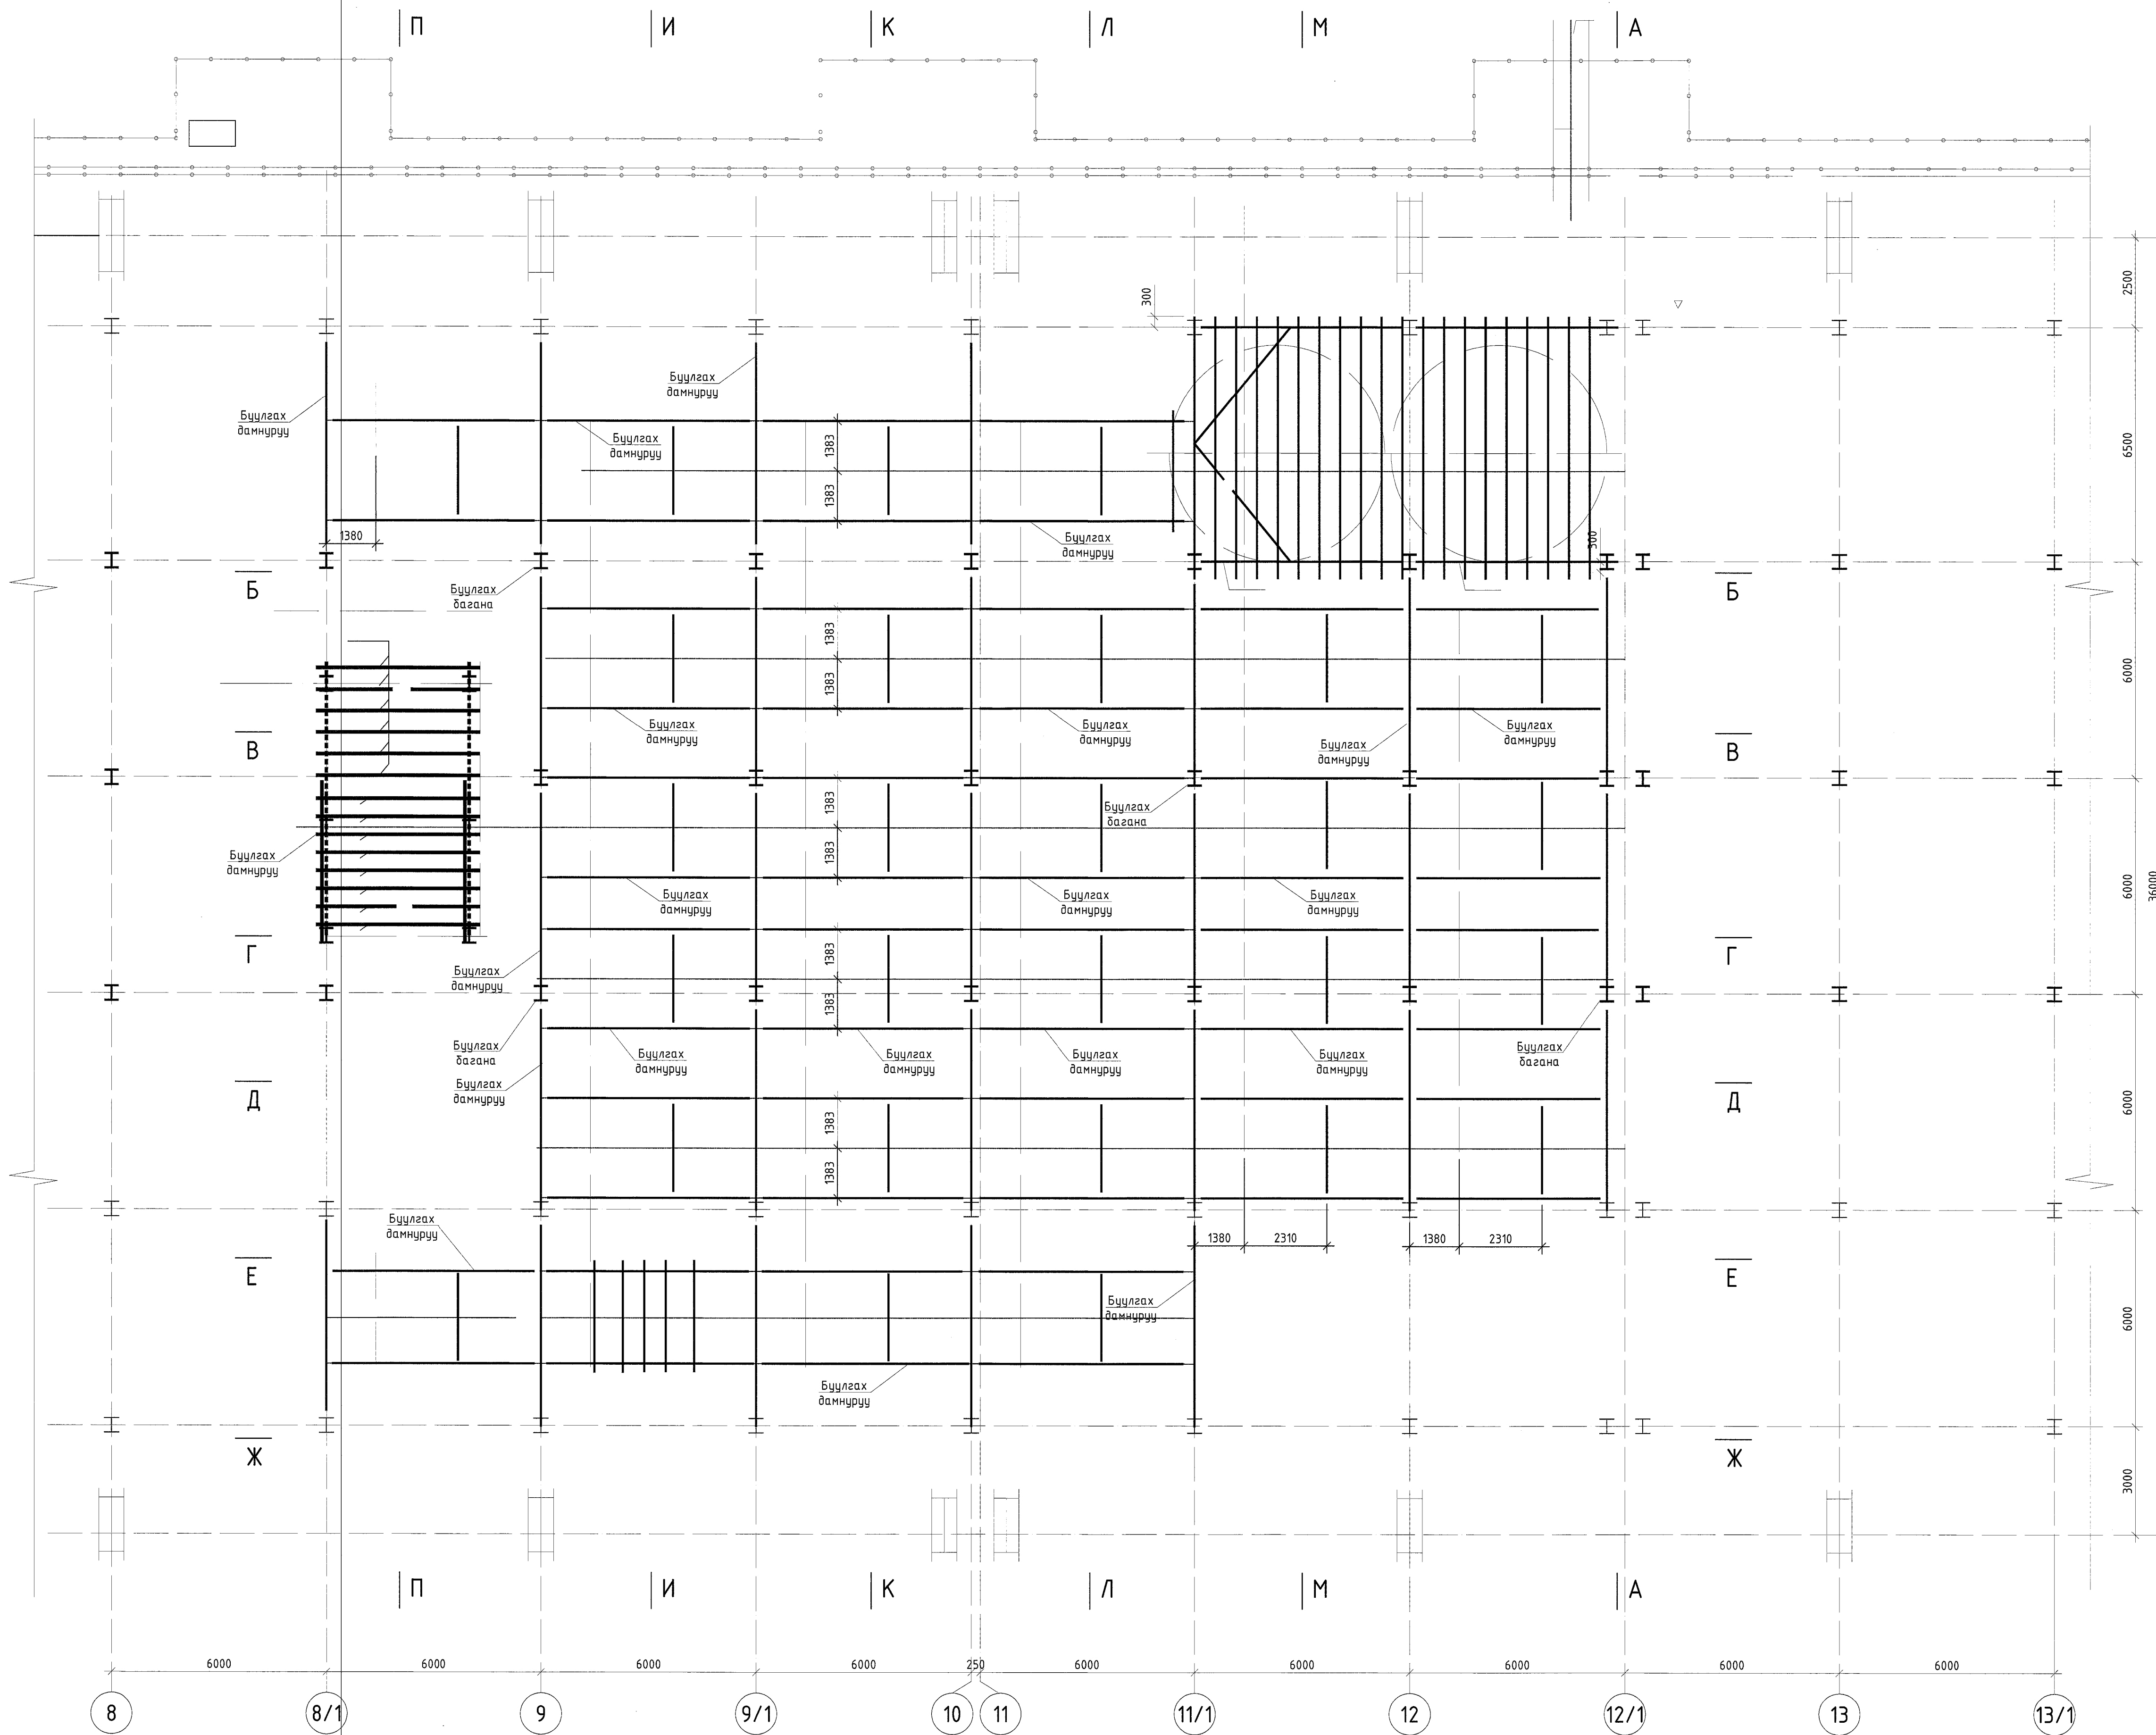 П И К Л М А
300
2500
Буулгах
дамнуруу
Буулгах
дамнуруу
Буулгах
дамнуруу
1383
6500
1383
1380
Буулгах
дамнуруу
300
Б
Буулгах
багана
Б
1383
6000
1383
Буулгах
дамнуруу
Буулгах
дамнуруу
Буулгах
дамнуруу
Буулгах
дамнуруу
В
В
1383
Буулгах
багана
1383
Буулгах
дамнуруу
6000
36000
Буулгах
дамнуруу
Буулгах
дамнуруу
Буулгах
дамнуруу
Г
Г
1383
Буулгах
дамнуруу
1383
Буулгах
багана
Буулгах
дамнуруу
Буулгах
дамнуруу
Буулгах
дамнуруу
Буулгах
дамнуруу
Буулгах
багана
Буулгах
дамнуруу
Д
Д
1383
6000
1383
Буулгах
дамнуруу
1380 2310 1380 2310
Е
Е
Буулгах
дамнуруу
6000
Буулгах
дамнуруу
Ж
Ж
3000
П И К Л М А
6000 6000 6000 6000 250 6000 6000 6000 6000 6000
8 8/1 9 9/1 10 11 11/1 12 12/1 13 13/1